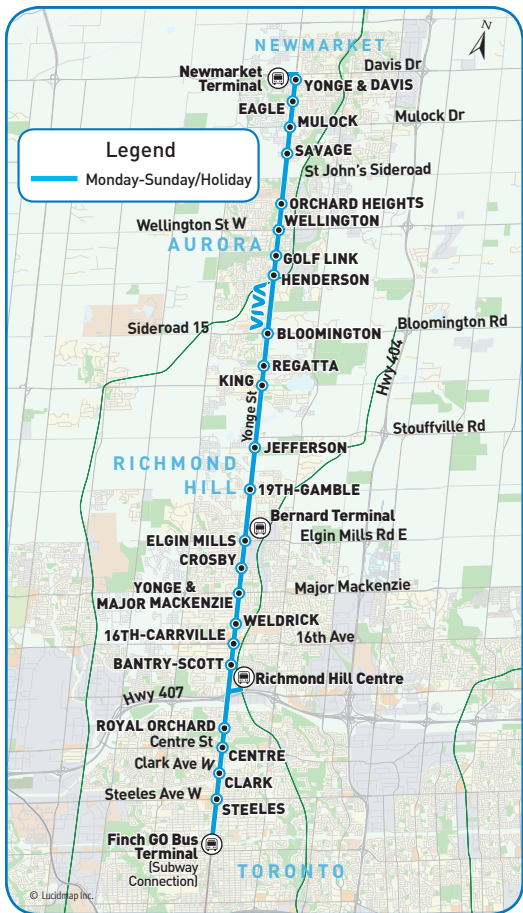 N
NEWMARKET
Davis Dr
Newmarket
Terminal
YONGE & DAVIS
EAGLE
MULOCK
Mulock Dr
Legend
Monday-Sunday/Holiday
SAVAGE
St John's Sideroad
ORCHARD HEIGHTS
Wellington St W
WELLINGTON
AURORA
GOLF LINK
HENDERSON
VIVA
Sideroad 15
BLOOMINGTON
Bloomington Rd
REGATTA
Hwy 404
KING
Yonge St
Stouffville Rd
JEFFERSON
RICHMOND
HILL
19TH-GAMBLE
Bernard Terminal
ELGIN MILLS
Elgin Mills Rd E
CROSBY
YONGE &
MAJOR MACKENZIE
Major Mackenzie
WELDRICK
16TH-CARRVILLE
16th Ave
BANTRY-SCOTT
Richmond Hill Centre
Hwy 407
ROYAL ORCHARD
Centre St
CENTRE
Clark Ave W
CLARK
Steeles Ave W
STEELES
Finch GO Bus
Terminal
(Subway
Connection)
TORONTO
© Lucidmap Inc.